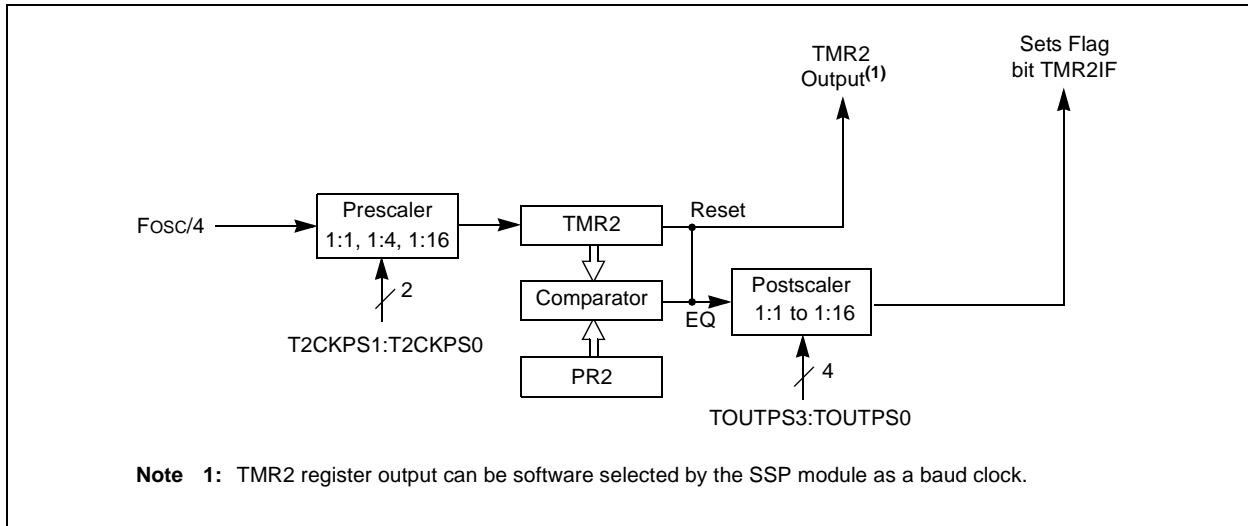 TMR2
Output(1)
Sets Flag
bit TMR2IF
FOSC/4
Prescaler
1:1, 1:4, 1:16
2
T2CKPS1:T2CKPS0
TMR2
Reset
Comparator
EQ
PR2
Postscaler
1:1 to 1:16
4
TOUTPS3:TOUTPS0
Note 1: TMR2 register output can be software selected by the SSP module as a baud clock.